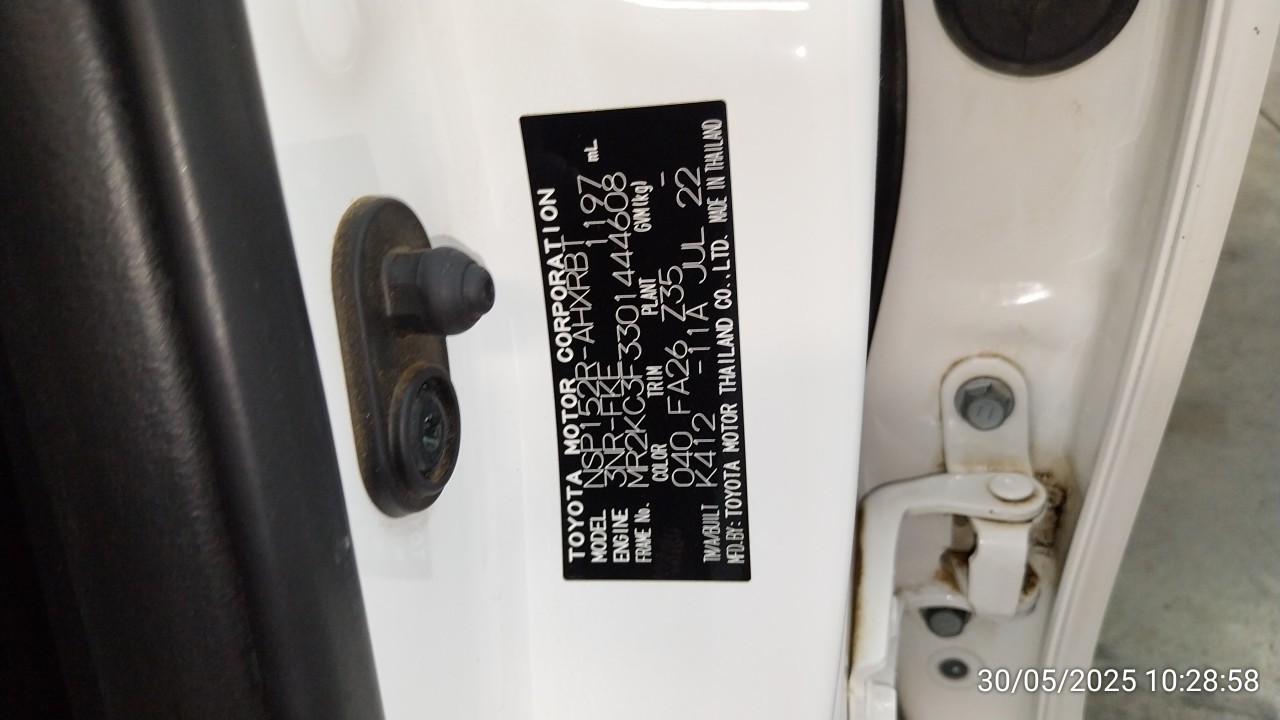 TOYOTA MOTOR CORPORATION
MODEL NSP152R-AHXRBT 1197 mL
ENGINE 3NR-FKE
FRAME No. MR2KC3F3301444608
COLOR TRIM PLANT GVM(kg)
040 FA26 Z35 -
TM/A/BUILT K412 -11A JUL 22
MFD.BY: TOYOTA MOTOR THAILAND CO.,LTD. MADE IN THAILAND
30/05/2025 10:28:58